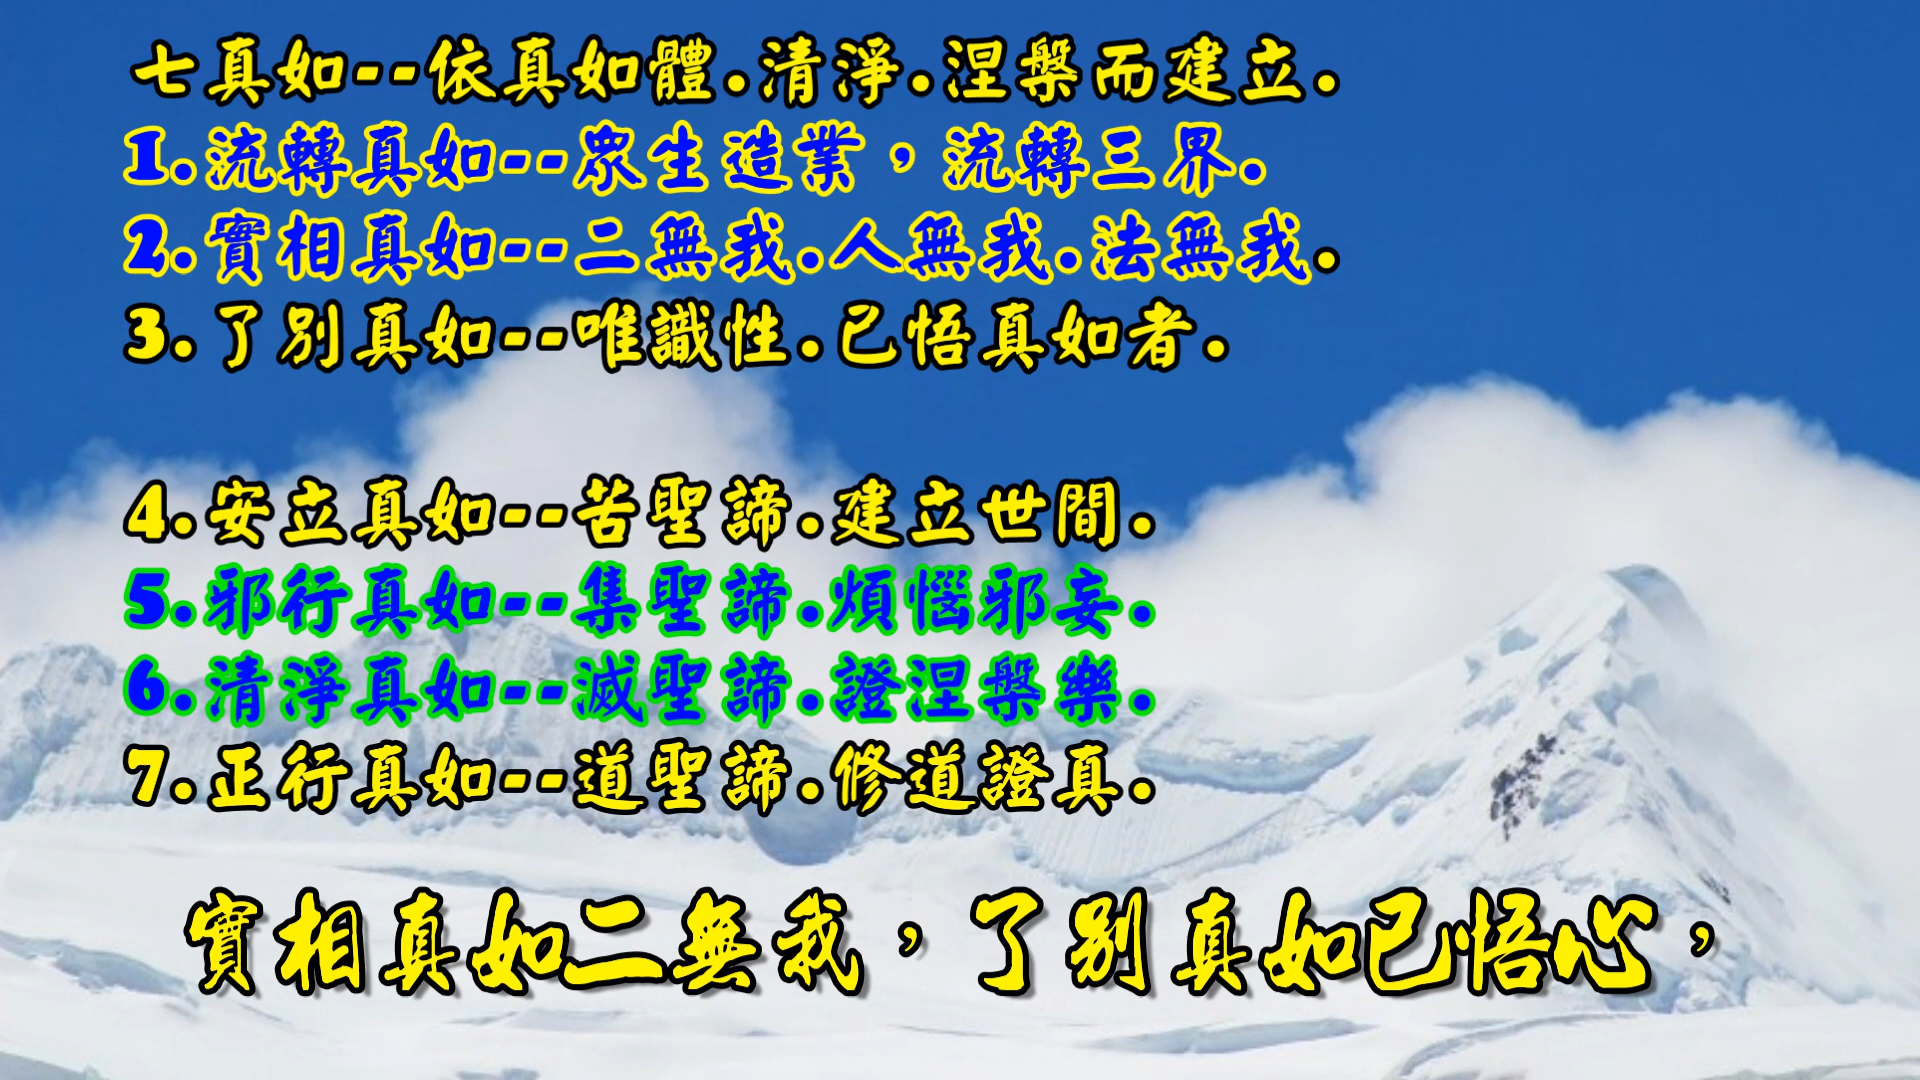 七真如--依真如體.清淨.涅槃而建立.
1.流轉真如--眾生造業，流轉三界.
2.實相真如--二無我.人無我.法無我.
3.了別真如--唯識性.已悟真如者.
4.安立真如--苦聖諦.建立世間.
5.邪行真如--集聖諦.煩惱邪妄.
6.清淨真如--滅聖諦.證涅槃樂.
7.正行真如--道聖諦.修道證真.
實相真如二無我，了別真如已悟心，